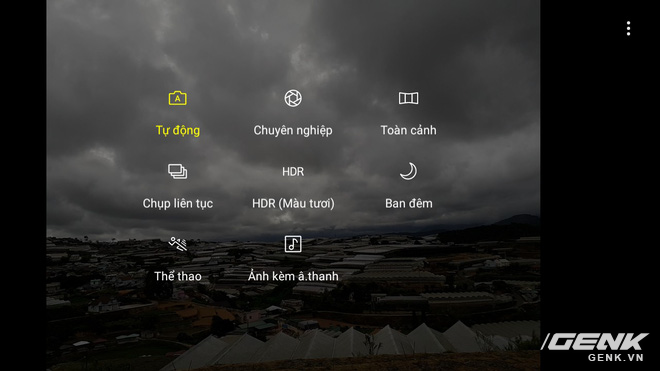 A
Tự động
Chuyên nghiệp
Toàn cảnh
HDR
Chụp liên tục
HDR (Màu tươi)
Ban đêm
Thể thao
Ảnh kèm â.thanh
GENK
GENK.VN